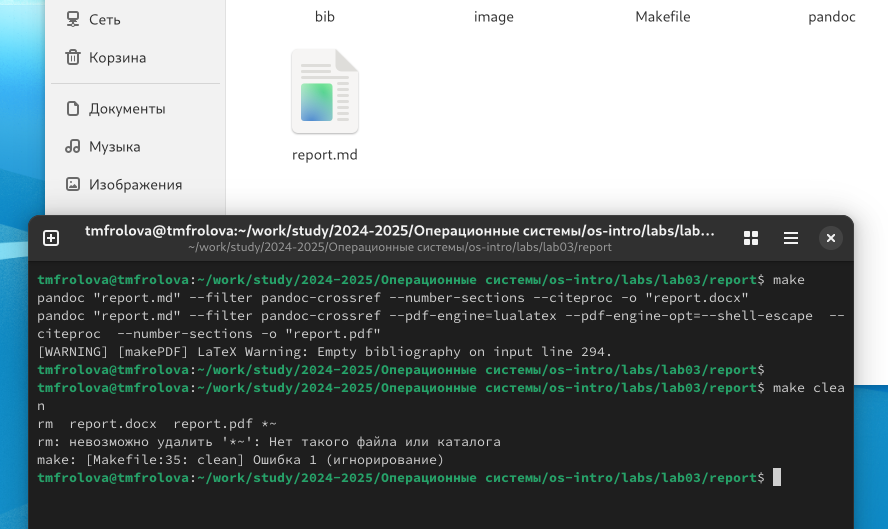 Сеть
Корзина
Документы
Музыка
Изображения
bib image Makefile pandoc
report.md
tmfrolova@tmfrolova:~/work/study/2024-2025/Операционные системы/os-intro/labs/lab...
~/work/study/2024-2025/Операционные системы/os-intro/labs/lab03/report
tmfrolova@tmfrolova:~/work/study/2024-2025/Операционные системы/os-intro/labs/lab03/report$ make
pandoc "report.md" --filter pandoc-crossref --number-sections --citeproc -o "report.docx"
pandoc "report.md" --filter pandoc-crossref --pdf-engine=lualatex --pdf-engine-opt=--shell-escape --
citeproc --number-sections -o "report.pdf"
[WARNING] [makePDF] LaTeX Warning: Empty bibliography on input line 294.
tmfrolova@tmfrolova:~/work/study/2024-2025/Операционные системы/os-intro/labs/lab03/report$
tmfrolova@tmfrolova:~/work/study/2024-2025/Операционные системы/os-intro/labs/lab03/report$ make clea
n
rm report.docx report.pdf *~
rm: невозможно удалить '*~': Нет такого файла или каталога
make: [Makefile:35: clean] Ошибка 1 (игнорирование)
tmfrolova@tmfrolova:~/work/study/2024-2025/Операционные системы/os-intro/labs/lab03/report$